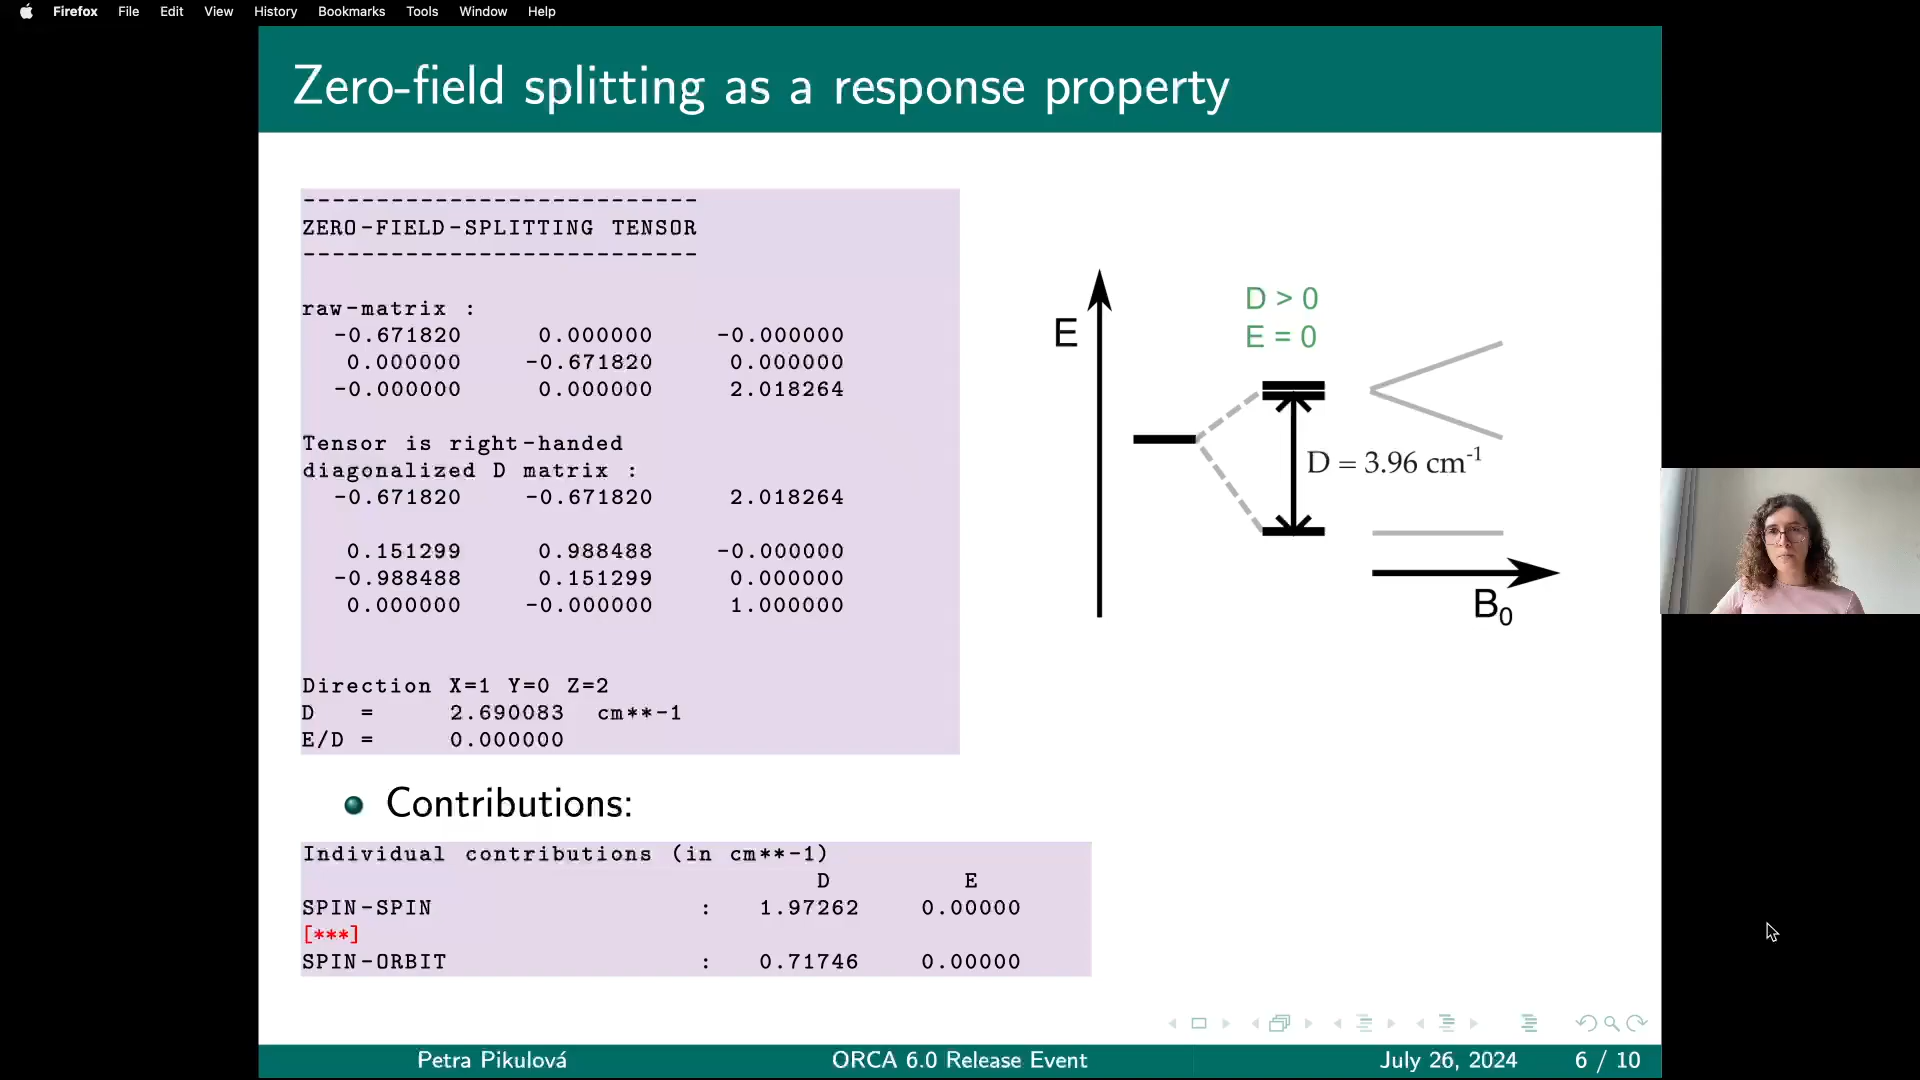 Firefox File Edit View History Bookmarks Tools Window Help
Zero-field splitting as a response property
---------------------------
ZERO-FIELD-SPLITTING TENSOR
---------------------------
raw-matrix :
-0.671820 0.000000 -0.000000
0.000000 -0.671820 0.000000
-0.000000 0.000000 2.018264
Tensor is right-handed
diagonalized D matrix :
-0.671820 -0.671820 2.018264
0.151299 0.988488 -0.000000
-0.988488 0.151299 0.000000
0.000000 -0.000000 1.000000
Direction X=1 Y=0 Z=2
D = 2.690083 cm**-1
E/D = 0.000000
E
D > 0
E = 0
D = 3.96 cm-1
B0
Contributions:
Individual contributions (in cm**-1)
D E
SPIN-SPIN : 1.97262 0.00000
[***]
SPIN-ORBIT : 0.71746 0.00000
Petra Pikulová ORCA 6.0 Release Event July 26, 2024 6 / 10